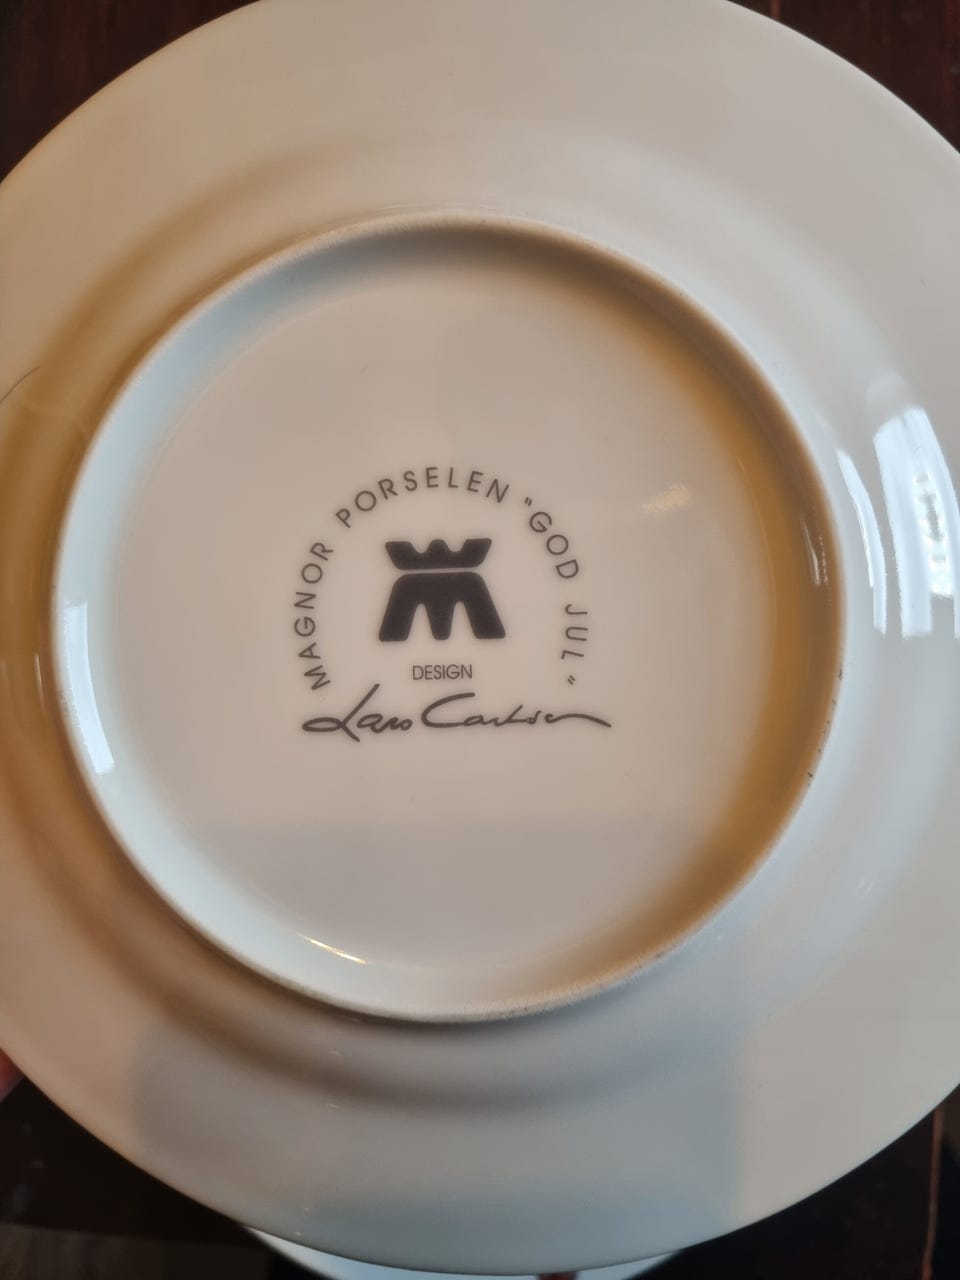 MAGNOR PORSELEN "GOD JUL"
DESIGN
Lars Carlsen